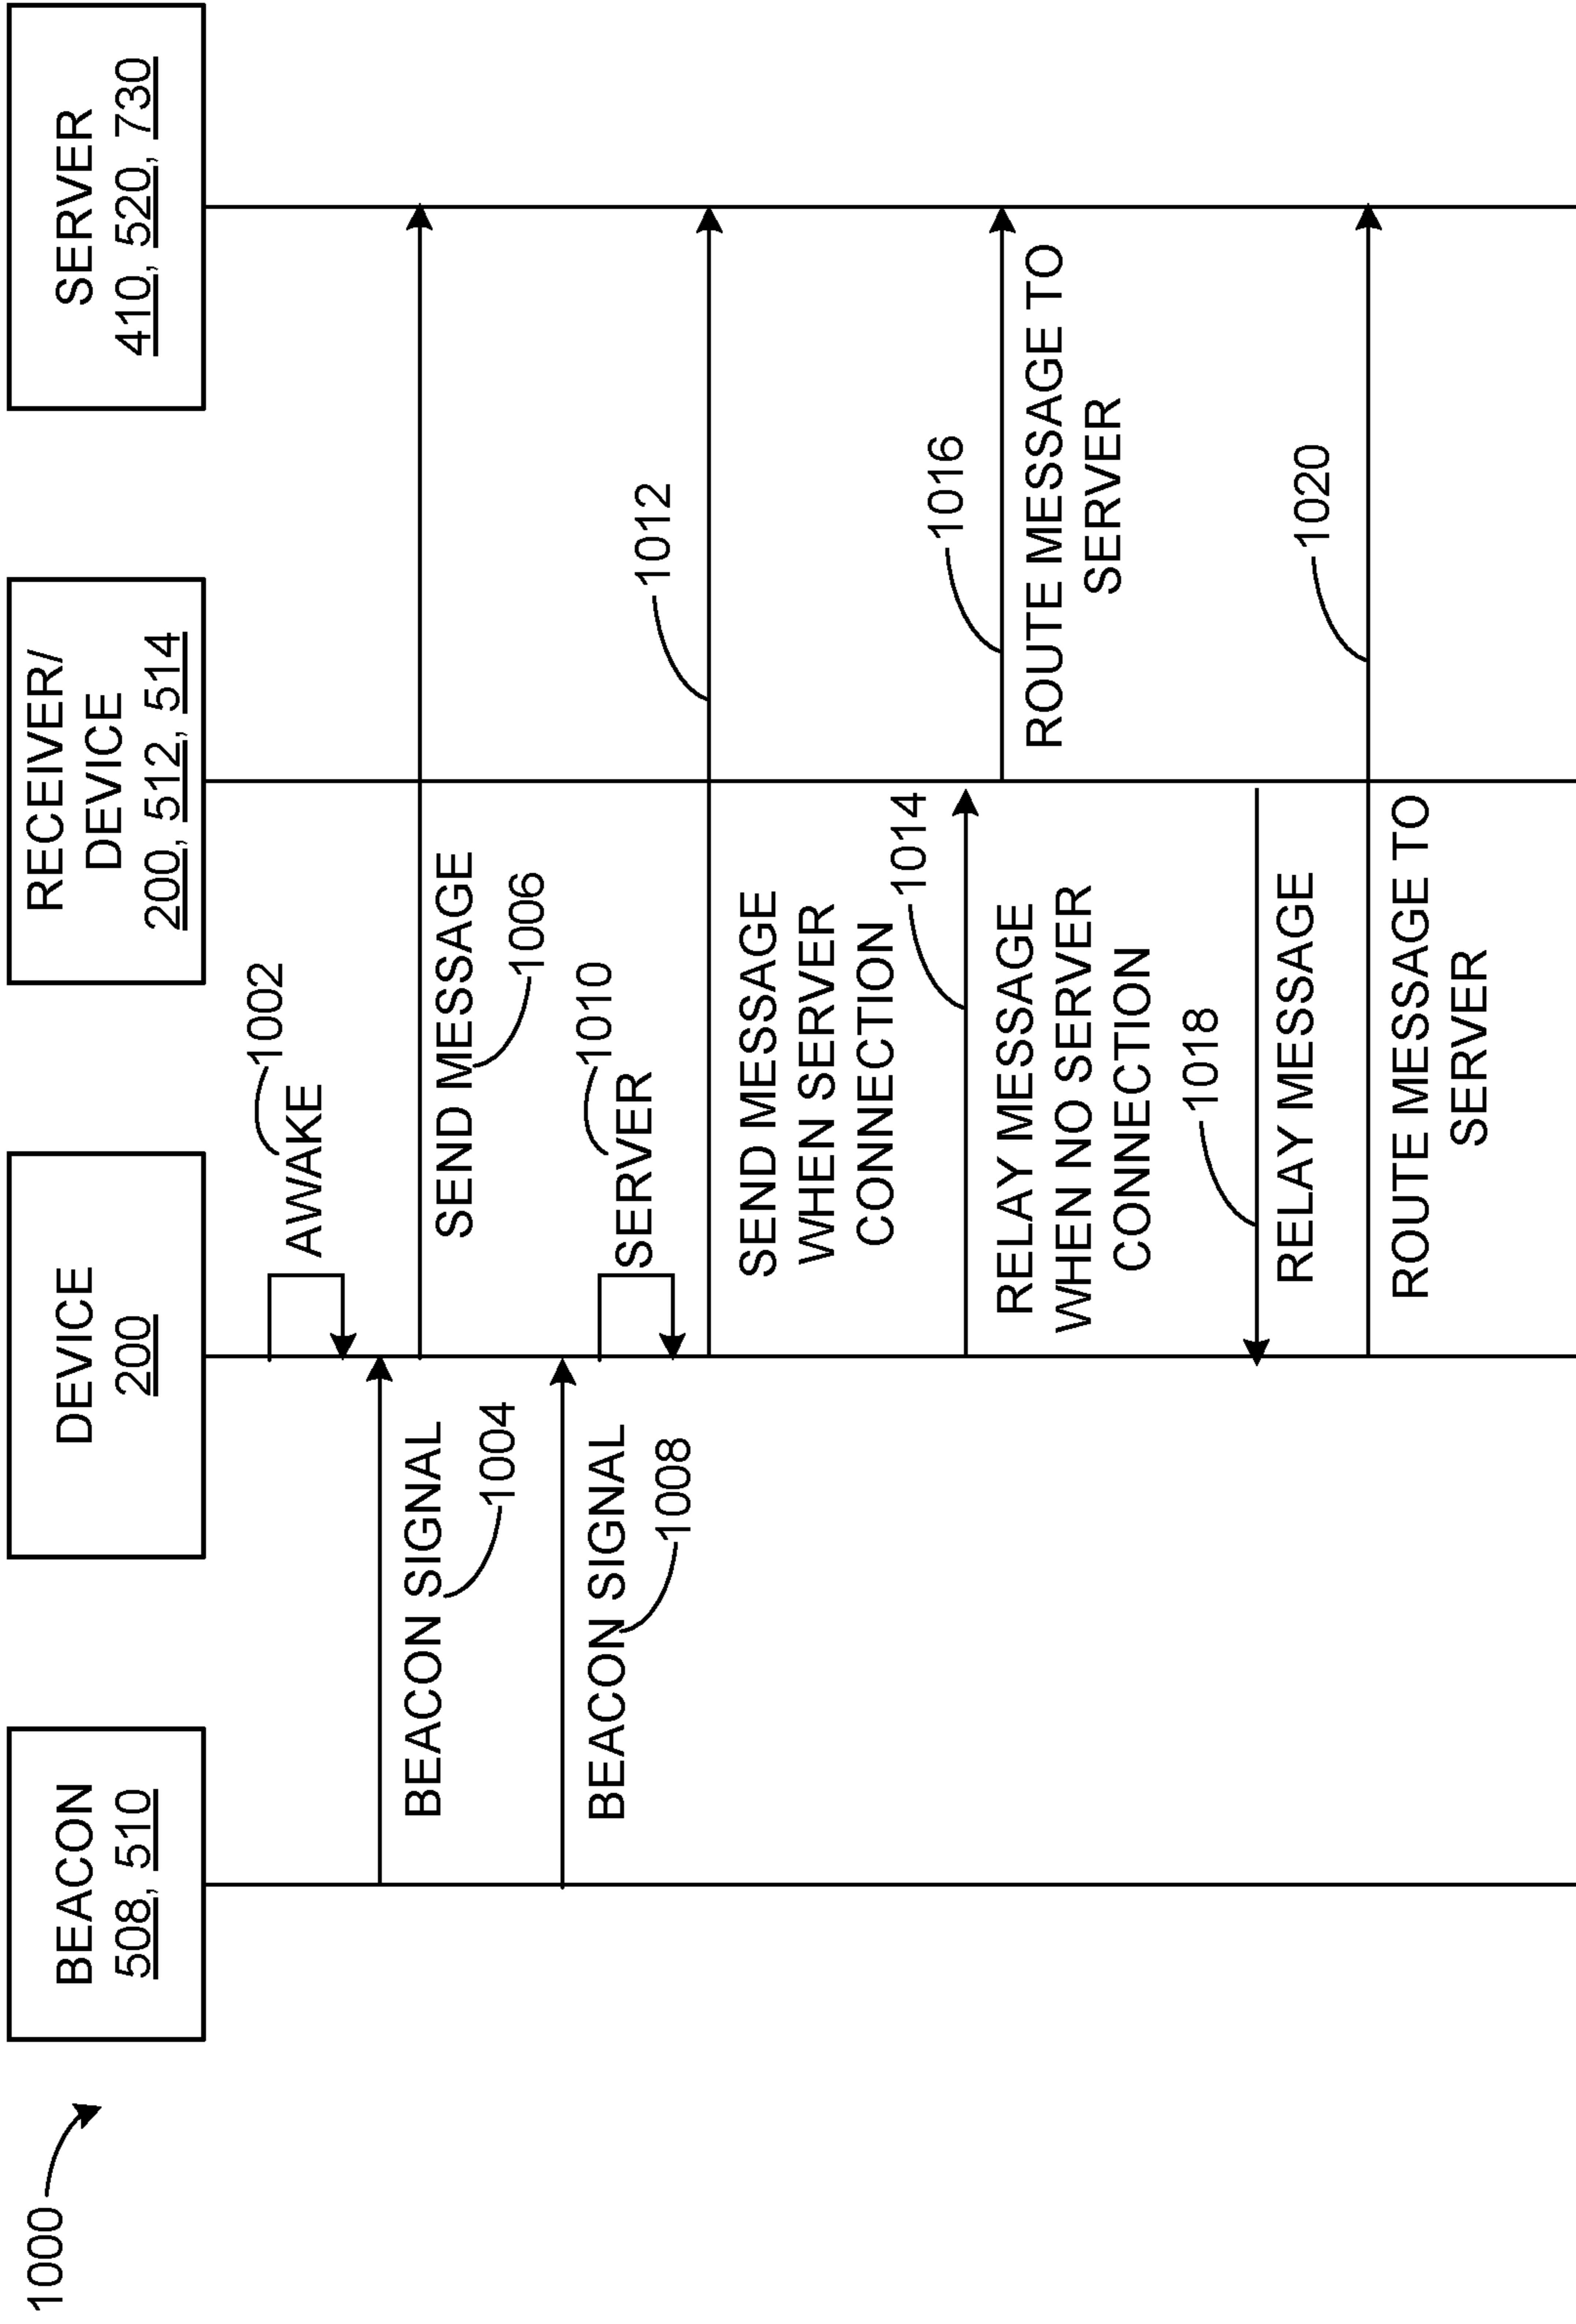 1000
BEACON
508, 510
DEVICE
200
RECEIVER/
DEVICE
200, 512, 514
SERVER
410, 520, 730
1002
AWAKE
BEACON SIGNAL
1004
SEND MESSAGE
1006
BEACON SIGNAL
1008
1010
SERVER
1012
SEND MESSAGE
WHEN SERVER
CONNECTION
1014
RELAY MESSAGE
WHEN NO SERVER
CONNECTION
1016
ROUTE MESSAGE TO
SERVER
1018
RELAY MESSAGE
1020
ROUTE MESSAGE TO
SERVER